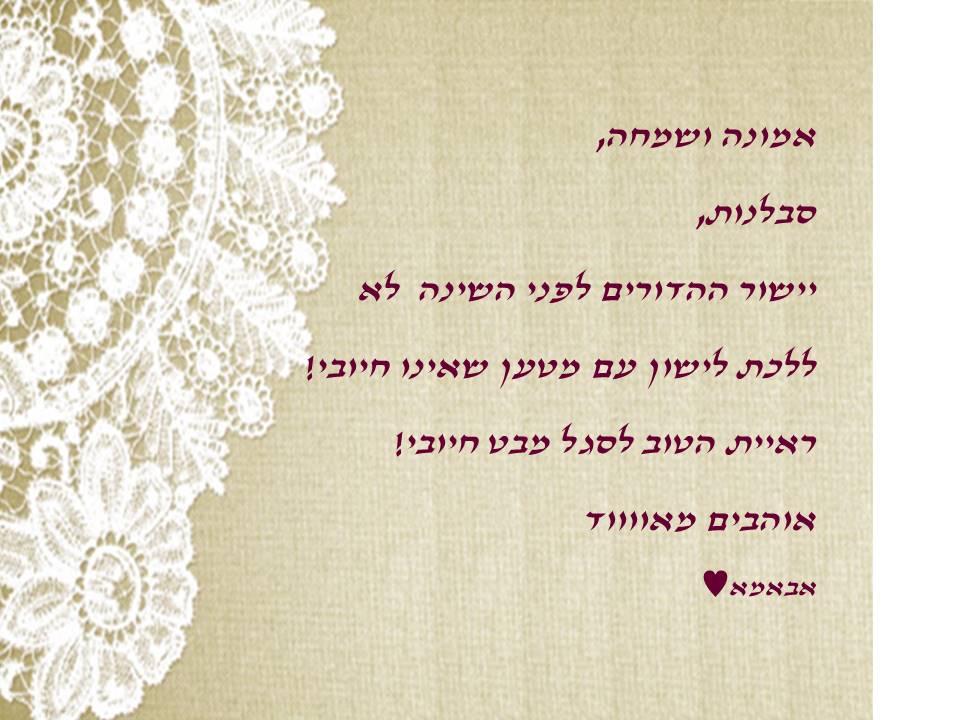 אמונה ושמחה,
סבלנות,
יישור ההדורים לפני השינה לא
ללכת לישון עם מטען שאינו חיובי!
ראיית הטוב לסגל מבט חיובי!
אוהבים מאווווד
אבאמא♥